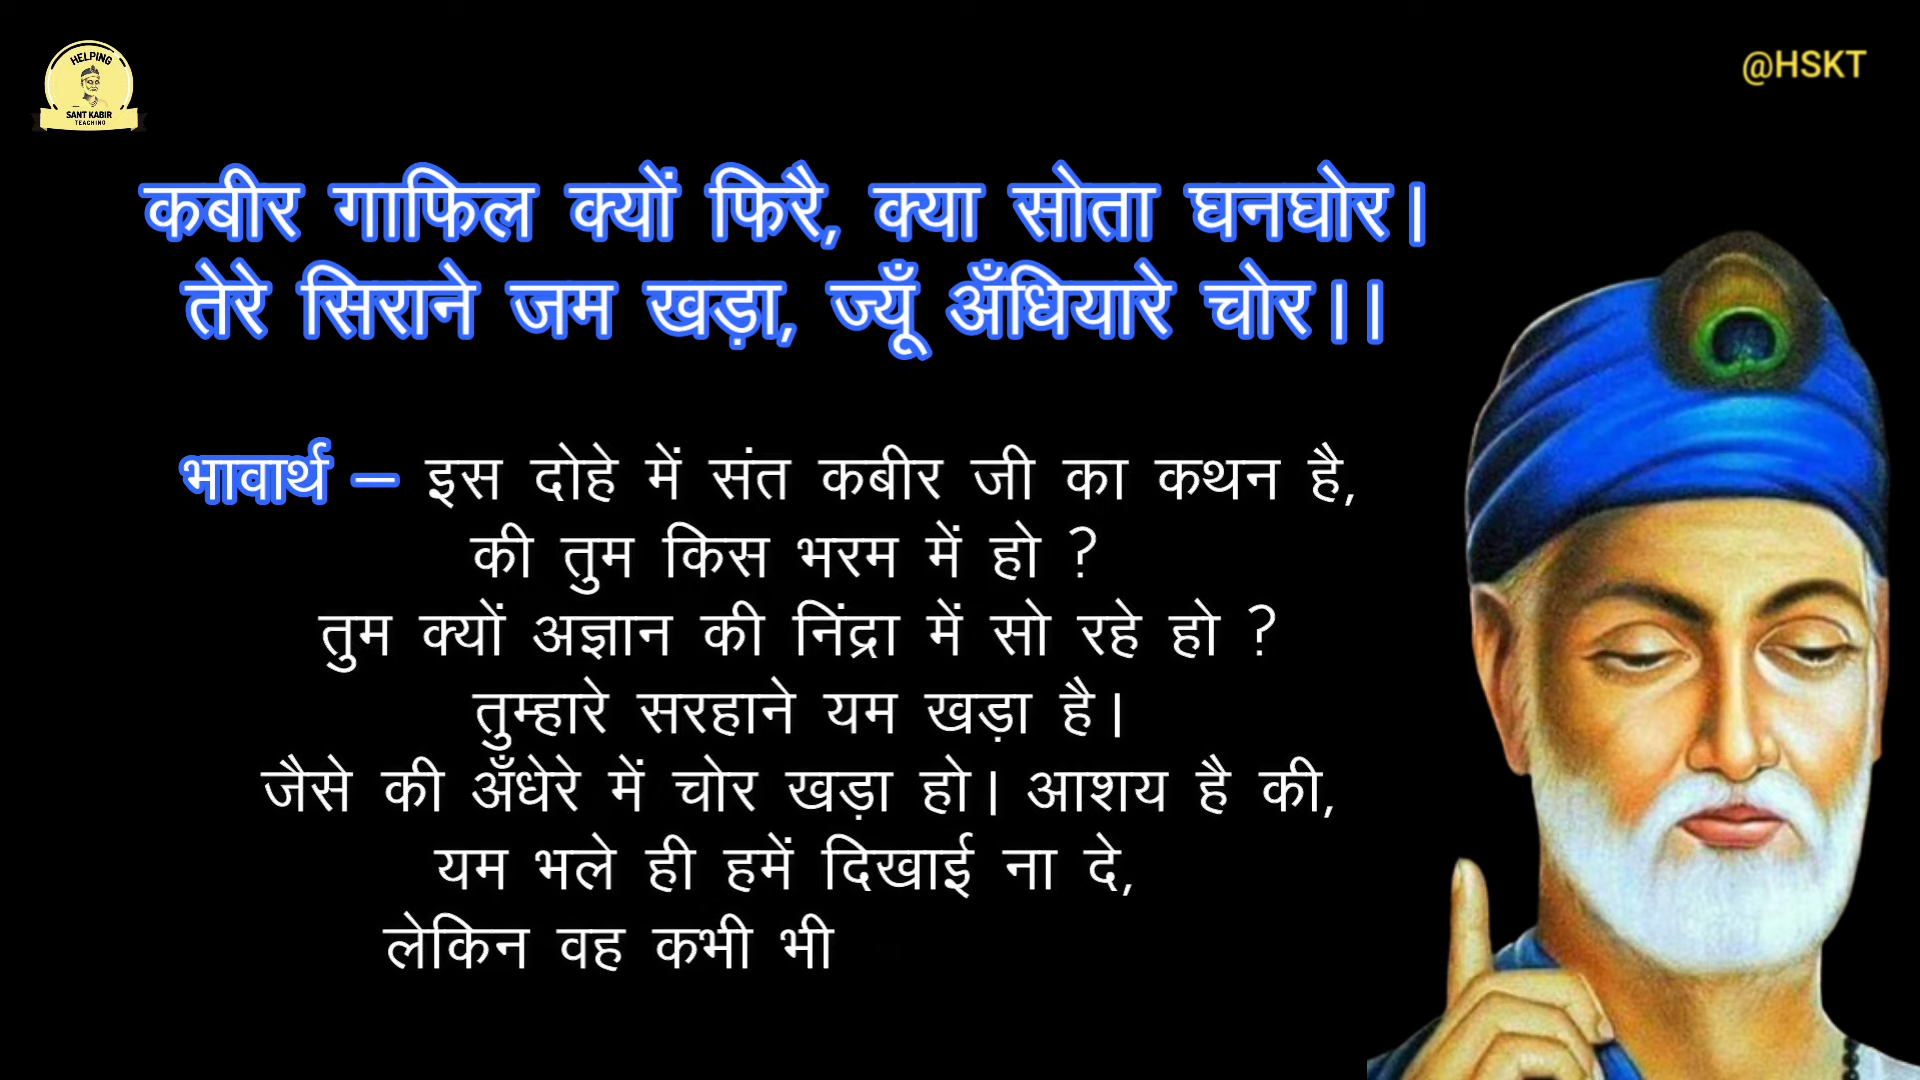 HELPING
SANT KABIR
TEACHING
@HSKT
कबीर गाफिल क्यों फिरै, क्या सोता घनघोर।
तेरे सिराने जम खड़ा, ज्यूँ अँधियारे चोर।।
भावार्थ – इस दोहे में संत कबीर जी का कथन है,
की तुम किस भरम में हो ?
तुम क्यों अज्ञान की निंद्रा में सो रहे हो ?
तुम्हारे सरहाने यम खड़ा है।
जैसे की अँधेरे में चोर खड़ा हो। आशय है की,
यम भले ही हमें दिखाई ना दे,
लेकिन वह कभी भी